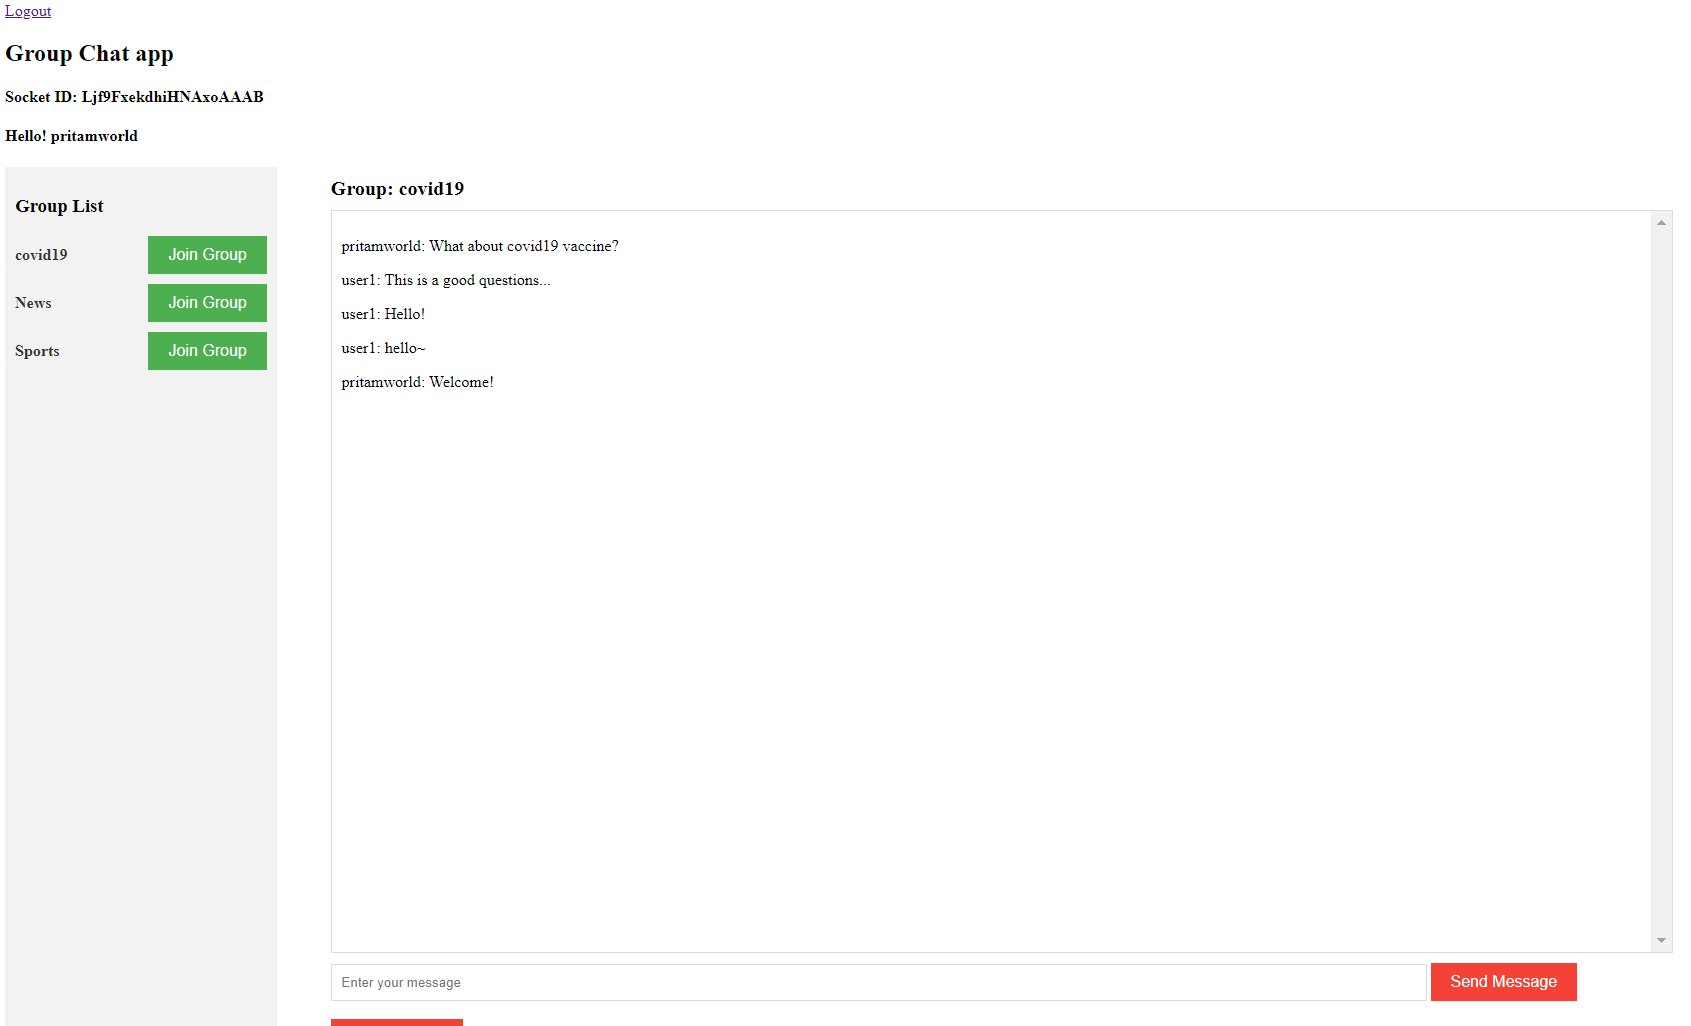 Logout
Group Chat app
Socket ID: Ljf9FxekdhiHNAxoAAAB
Hello! pritamworld
Group List
covid19 Join Group
News Join Group
Sports Join Group
Group: covid19
pritamworld: What about covid19 vaccine?
user1: This is a good questions...
user1: Hello!
user1: hello~
pritamworld: Welcome!
Enter your message Send Message